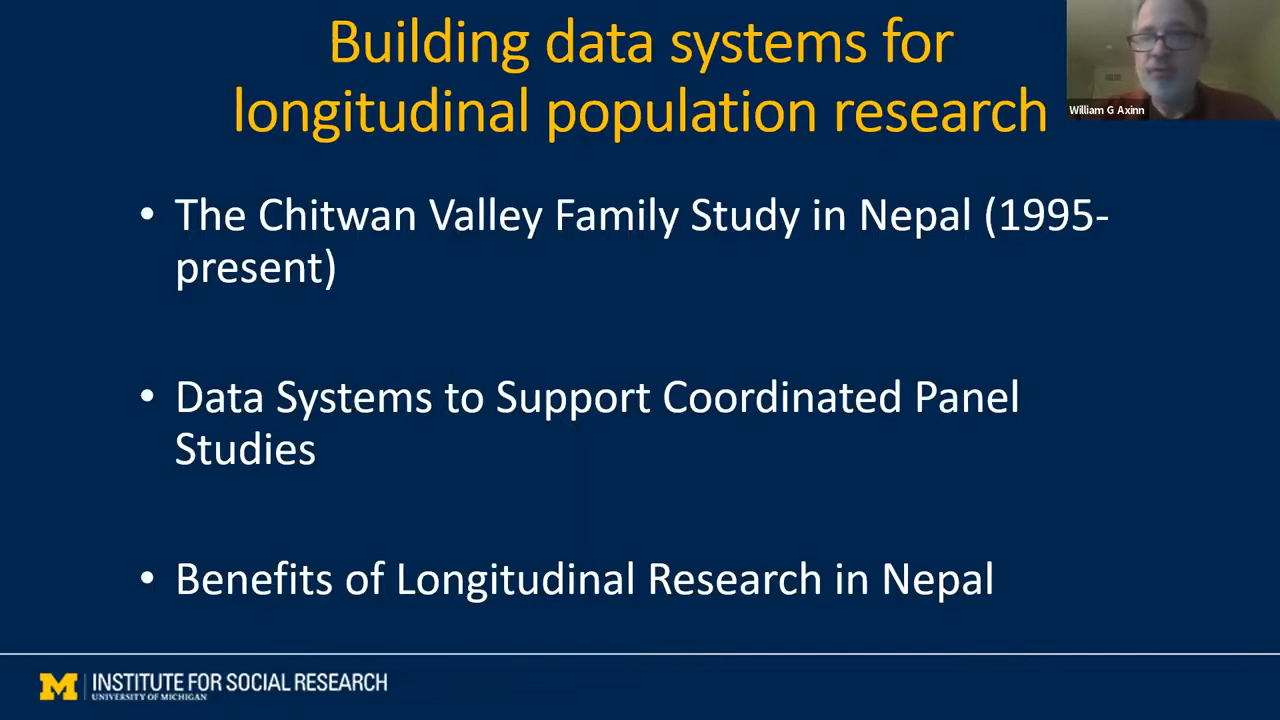 Building data systems for
longitudinal population research
William G Axinn
• The Chitwan Valley Family Study in Nepal (1995-
present)
• Data Systems to Support Coordinated Panel
Studies
• Benefits of Longitudinal Research in Nepal
M INSTITUTE FOR SOCIAL RESEARCH
UNIVERSITY OF MICHIGAN